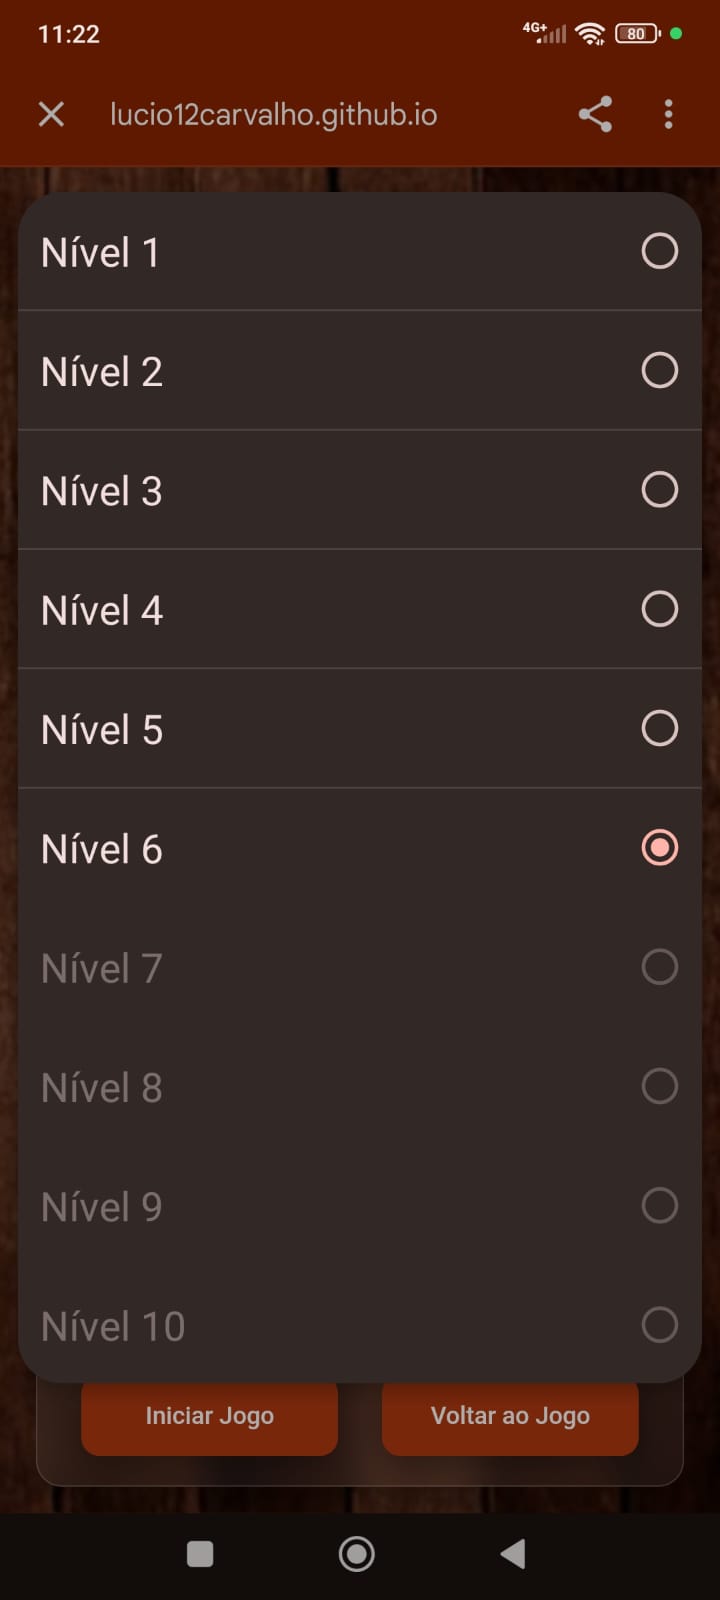 11:22
4G+
80
lucio12carvalho.github.io
Nível 1
Nível 2
Nível 3
Nível 4
Nível 5
Nível 6
Nível 7
Nível 8
Nível 9
Nível 10
Iniciar Jogo
Voltar ao Jogo